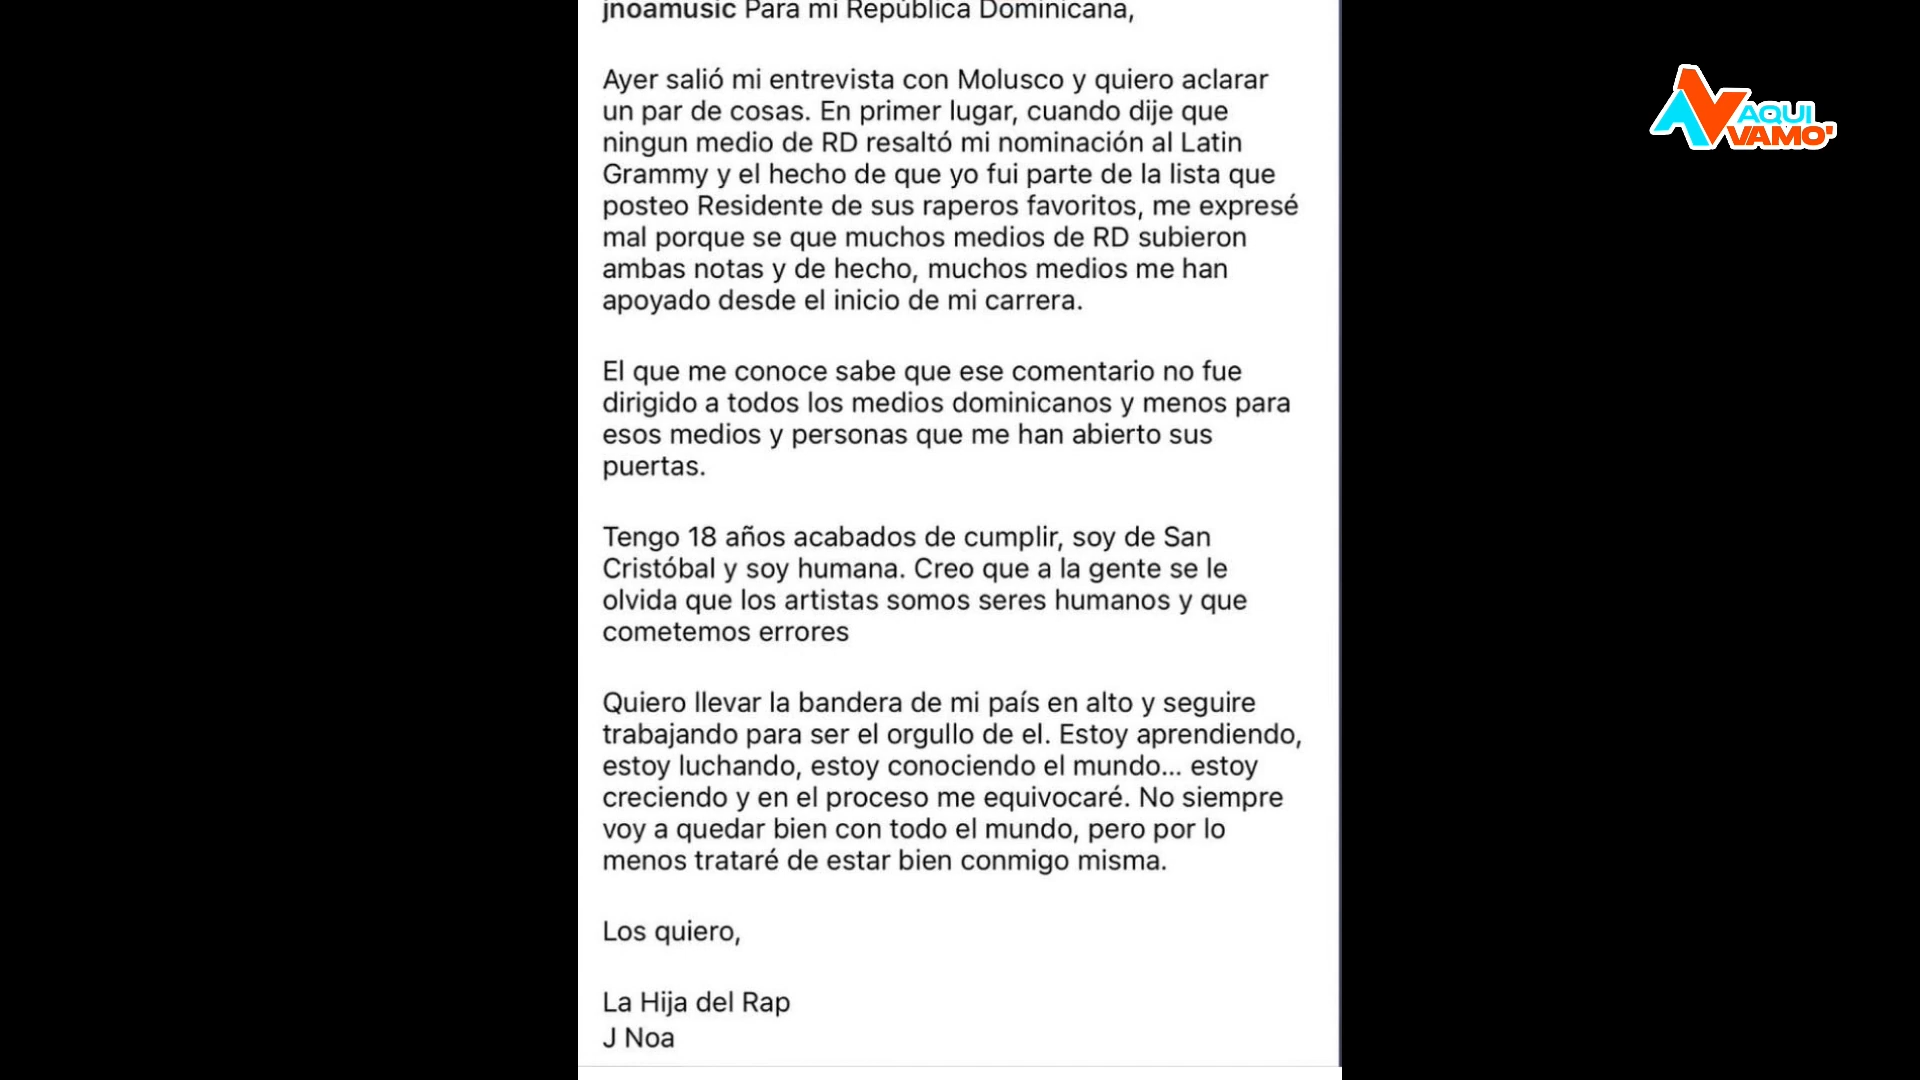 jnoamusic Para mi República Dominicana,
Ayer salió mi entrevista con Molusco y quiero aclarar
un par de cosas. En primer lugar, cuando dije que
ningun medio de RD resaltó mi nominación al Latin
Grammy y el hecho de que yo fui parte de la lista que
posteo Residente de sus raperos favoritos, me expresé
mal porque se que muchos medios de RD subieron
ambas notas y de hecho, muchos medios me han
apoyado desde el inicio de mi carrera.
El que me conoce sabe que ese comentario no fue
dirigido a todos los medios dominicanos y menos para
esos medios y personas que me han abierto sus
puertas.
Tengo 18 años acabados de cumplir, soy de San
Cristóbal y soy humana. Creo que a la gente se le
olvida que los artistas somos seres humanos y que
cometemos errores
Quiero llevar la bandera de mi país en alto y seguire
trabajando para ser el orgullo de el. Estoy aprendiendo,
estoy luchando, estoy conociendo el mundo... estoy
creciendo y en el proceso me equivocaré. No siempre
voy a quedar bien con todo el mundo, pero por lo
menos trataré de estar bien conmigo misma.
Los quiero,
La Hija del Rap
J Noa
AV AQUI
VAMO'